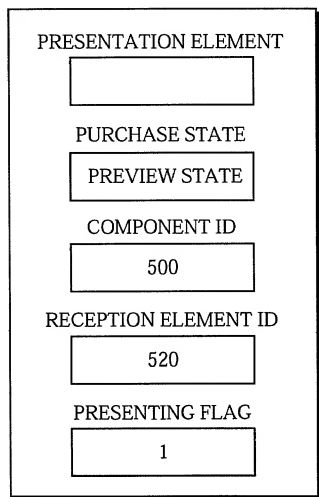 PRESENTATION ELEMENT
PURCHASE STATE
PREVIEW STATE
COMPONENT ID
500
RECEPTION ELEMENT ID
520
PRESENTING FLAG
1